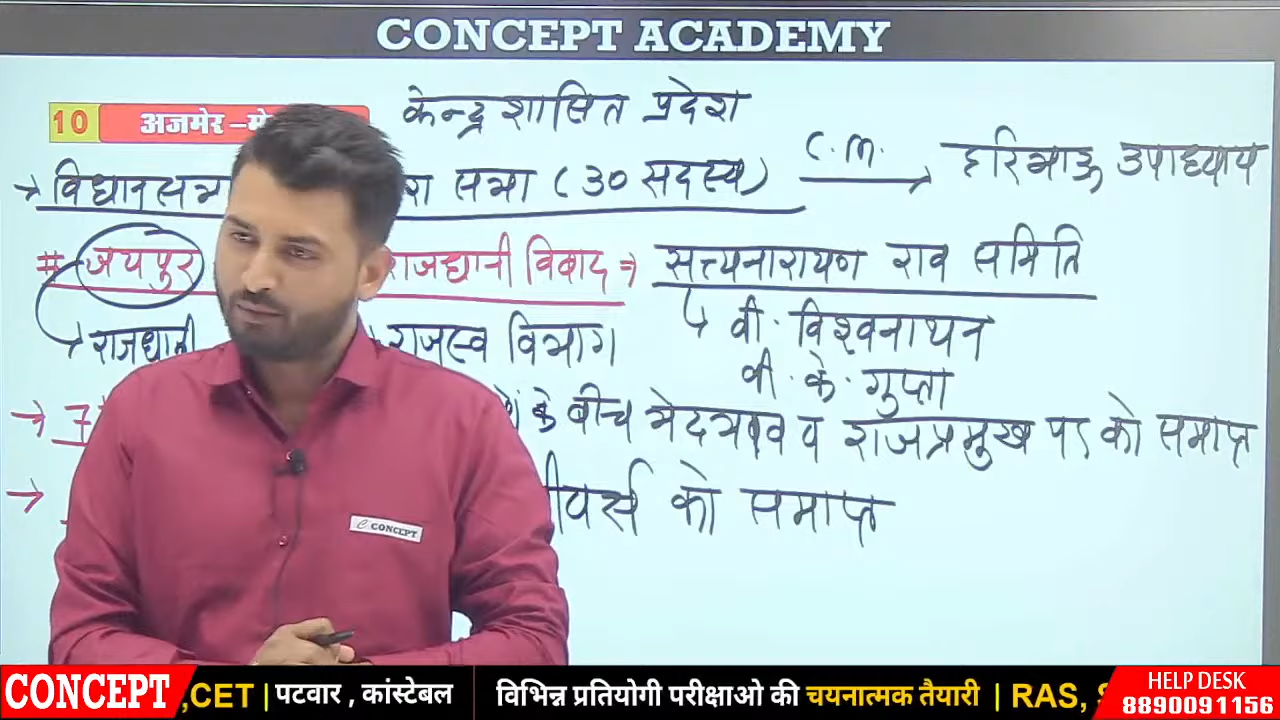 CONCEPT ACADEMY
10 अजमेर –मे
केन्द्रशासित प्रदेश
→ विधानसभा रा सभा (30 सदस्य) C.M. → हरिभाऊ उपाध्याय
# जयपुर राजधानी विवाद ⇒ सत्यनारायण राव समिति
राजधानी राजस्व विभाग
वी. विश्वनाथन
वी. के. गुप्ता
के बीच भेदभाव व राजप्रमुख पद को समाप्त
को समाप्त
CONCEPT
CONCEPT ,CET | पटवार , कांस्टेबल विभिन्न प्रतियोगी परीक्षाओ की चयनात्मक तैयारी | RAS, S
HELP DESK
8890091156